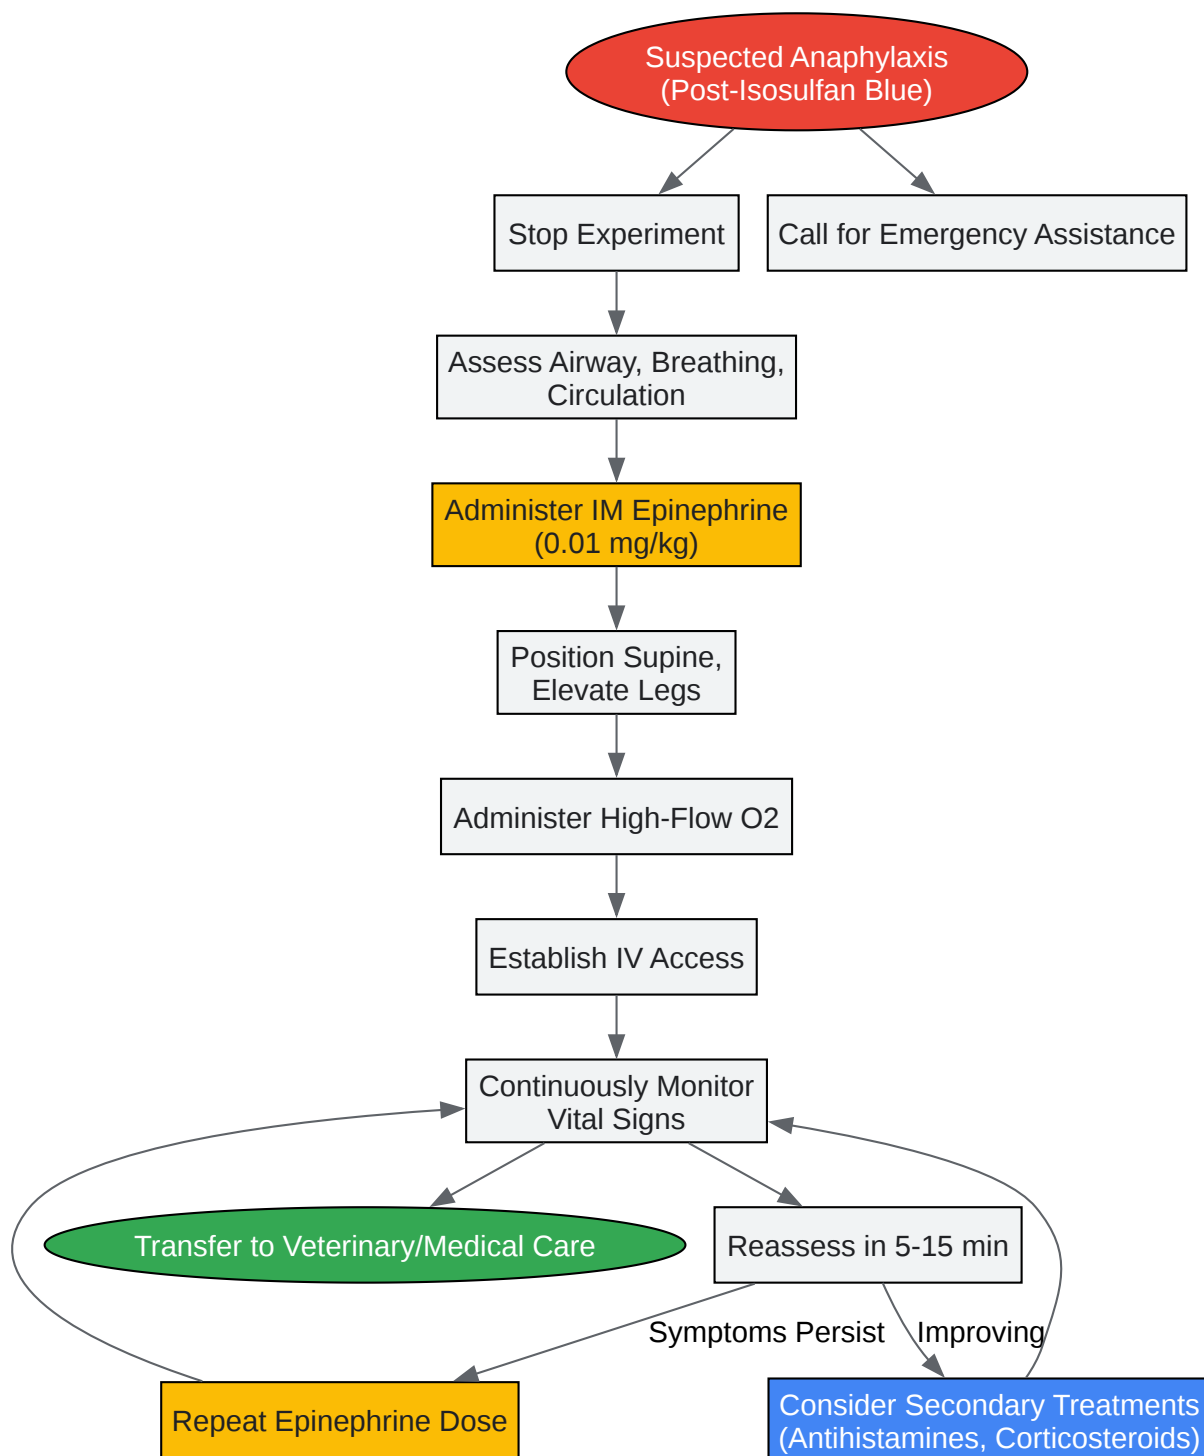 Suspected Anaphylaxis
(Post-Isosulfan Blue)
Stop Experiment
Call for Emergency Assistance
Assess Airway, Breathing,
Circulation
Administer IM Epinephrine
(0.01 mg/kg)
Position Supine,
Elevate Legs
Administer High-Flow O2
Establish IV Access
Continuously Monitor
Vital Signs
Transfer to Veterinary/Medical Care
Reassess in 5-15 min
Symptoms Persist
Improving
Repeat Epinephrine Dose
Consider Secondary Treatments
(Antihistamines, Corticosteroids)